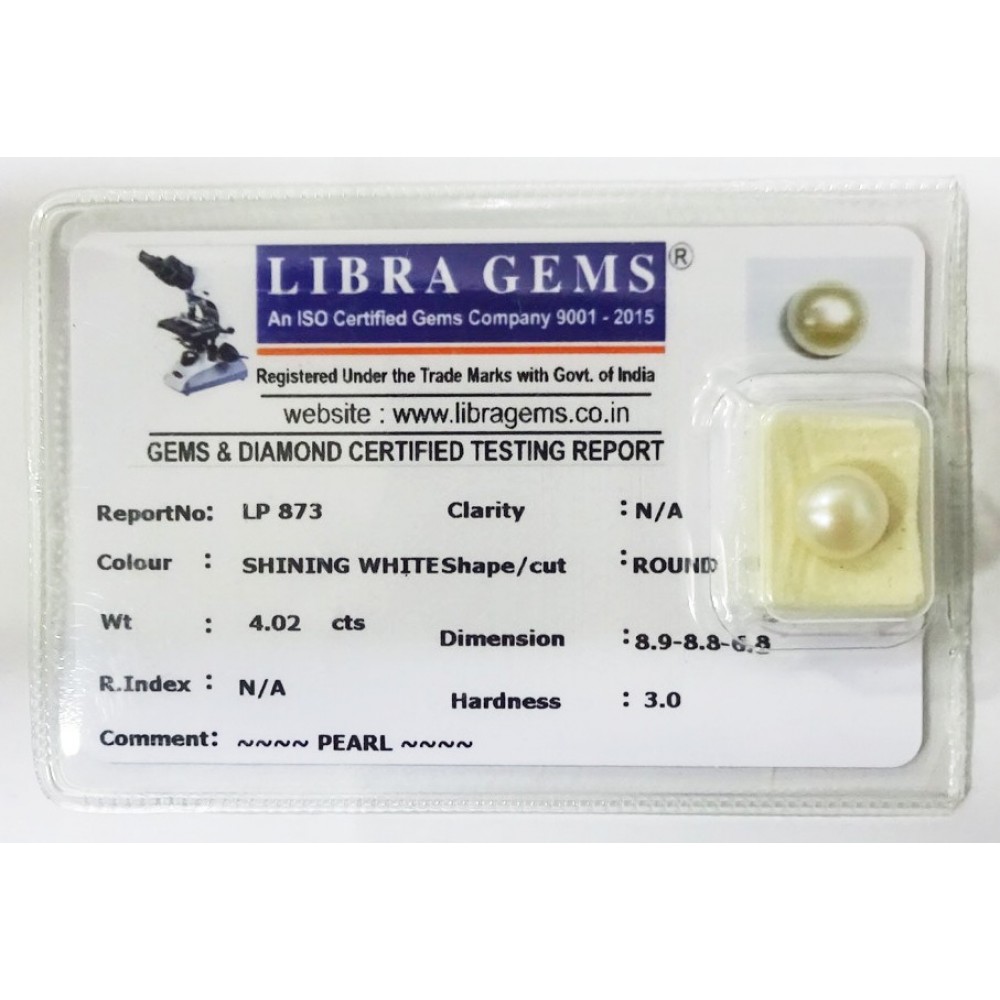 LIBRA GEMS ®
An ISO Certified Gems Company 9001 - 2015
Registered Under the Trade Marks with Govt. of India
website : www.libragems.co.in
GEMS & DIAMOND CERTIFIED TESTING REPORT
ReportNo: LP 873 Clarity : N/A
Colour : SHINING WHITE Shape/cut : ROUND
Wt : 4.02 cts Dimension : 8.9-8.8-6.8
R.Index : N/A Hardness : 3.0
Comment: ~~~~ PEARL ~~~~